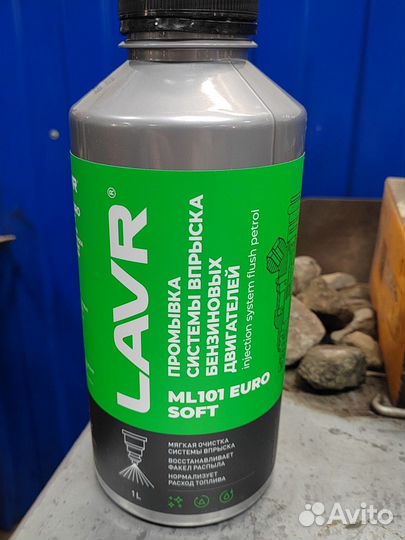 LAVR®
ПРОМЫВКА
СИСТЕМЫ ВПРЫСКА
БЕНЗИНОВЫХ
ДВИГАТЕЛЕЙ
injection system flush petrol
ML101 EURO
SOFT
МЯГКАЯ ОЧИСТКА
СИСТЕМЫ ВПРЫСКА
ВОССТАНАВЛИВАЕТ
ФАКЕЛ РАСПЫЛА
НОРМАЛИЗУЕТ
РАСХОД ТОПЛИВА
1 L
Avito